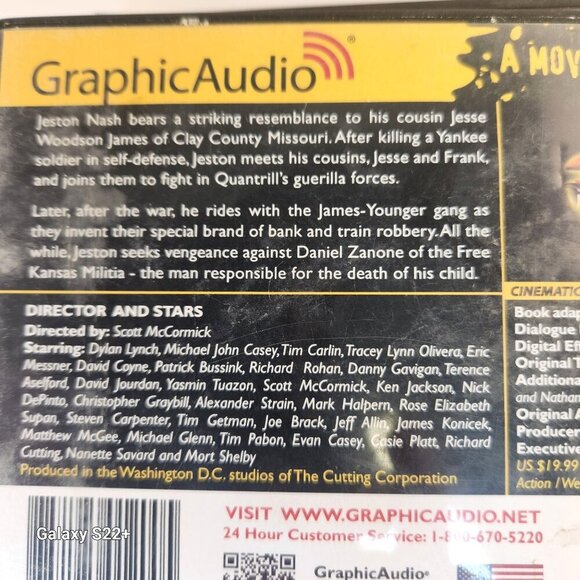 GraphicAudio®
A MOV
Jeston Nash bears a striking resemblance to his cousin Jesse
Woodson James of Clay County Missouri. After killing a Yankee
soldier in self-defense, Jeston meets his cousins, Jesse and Frank,
and joins them to fight in Quantrill's guerilla forces.
Later, after the war, he rides with the James-Younger gang as
they invent their special brand of bank and train robbery. All the
while, Jeston seeks vengeance against Daniel Zanone of the Free
Kansas Militia - the man responsible for the death of his child.
DIRECTOR AND STARS
Directed by: Scott McCormick
Starring: Dylan Lynch, Michael John Casey, Tim Carlin, Tracey Lynn Olivera, Eric
Messner, David Coyne, Patrick Bussink, Richard Rohan, Danny Gavigan, Terence
Aselford, David Jourdan, Yasmin Tuazon, Scott McCormick, Ken Jackson, Nick
DePinto, Christopher Graybill, Alexander Strain, Mark Halpern, Rose Elizabeth
Supan, Steven Carpenter, Tim Getman, Joe Brack, Jeff Allin, James Konicek,
Matthew McGee, Michael Glenn, Tim Pabon, Evan Casey, Casie Platt, Richard
Cutting, Nanette Savard and Mort Shelby
Produced in the Washington D.C. studios of The Cutting Corporation
CINEMATIC
Book adap
Dialogue
Digital Eff
Original T
Additiona
and Nathan
Original A
Producer
Executive
US $19.99
Action / We
VISIT WWW.GRAPHICAUDIO.NET
24 Hour Customer Service: 1-800-670-5220
GraphicAudio®
Galaxy S22+